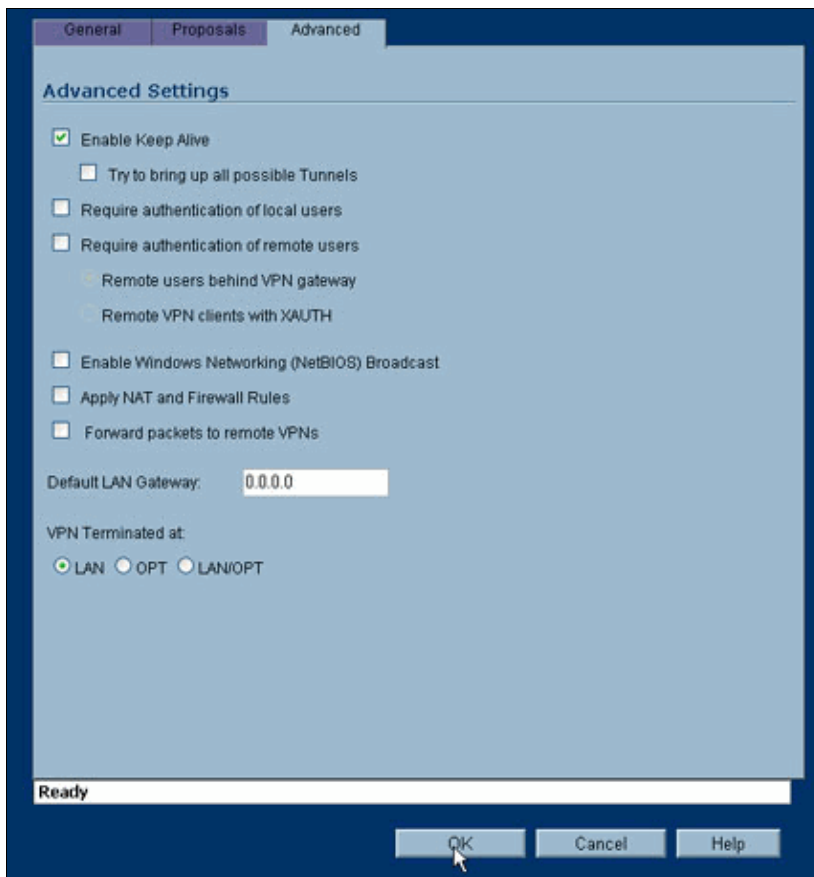 General Proposals Advanced
Advanced Settings
Enable Keep Alive
Try to bring up all possible Tunnels
Require authentication of local users
Require authentication of remote users
Remote users behind VPN gateway
Remote VPN clients with XAUTH
Enable Windows Networking (NetBIOS) Broadcast
Apply NAT and Firewall Rules
Forward packets to remote VPNs
Default LAN Gateway: 0.0.0.0
VPN Terminated at:
LAN OPT LAN/OPT
Ready
OK Cancel Help